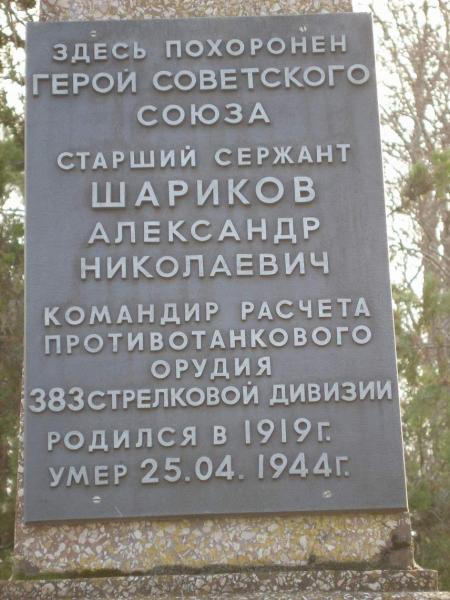 ЗДЕСЬ ПОХОРОНЕН
ГЕРОЙ СОВЕТСКОГО
СОЮЗА
СТАРШИЙ СЕРЖАНТ
ШАРИКОВ
АЛЕКСАНДР
НИКОЛАЕВИЧ
КОМАНДИР РАСЧЕТА
ПРОТИВОТАНКОВОГО
ОРУДИЯ
383 СТРЕЛКОВОЙ ДИВИЗИИ
РОДИЛСЯ В 1919 Г.
УМЕР 25.04. 1944 Г.